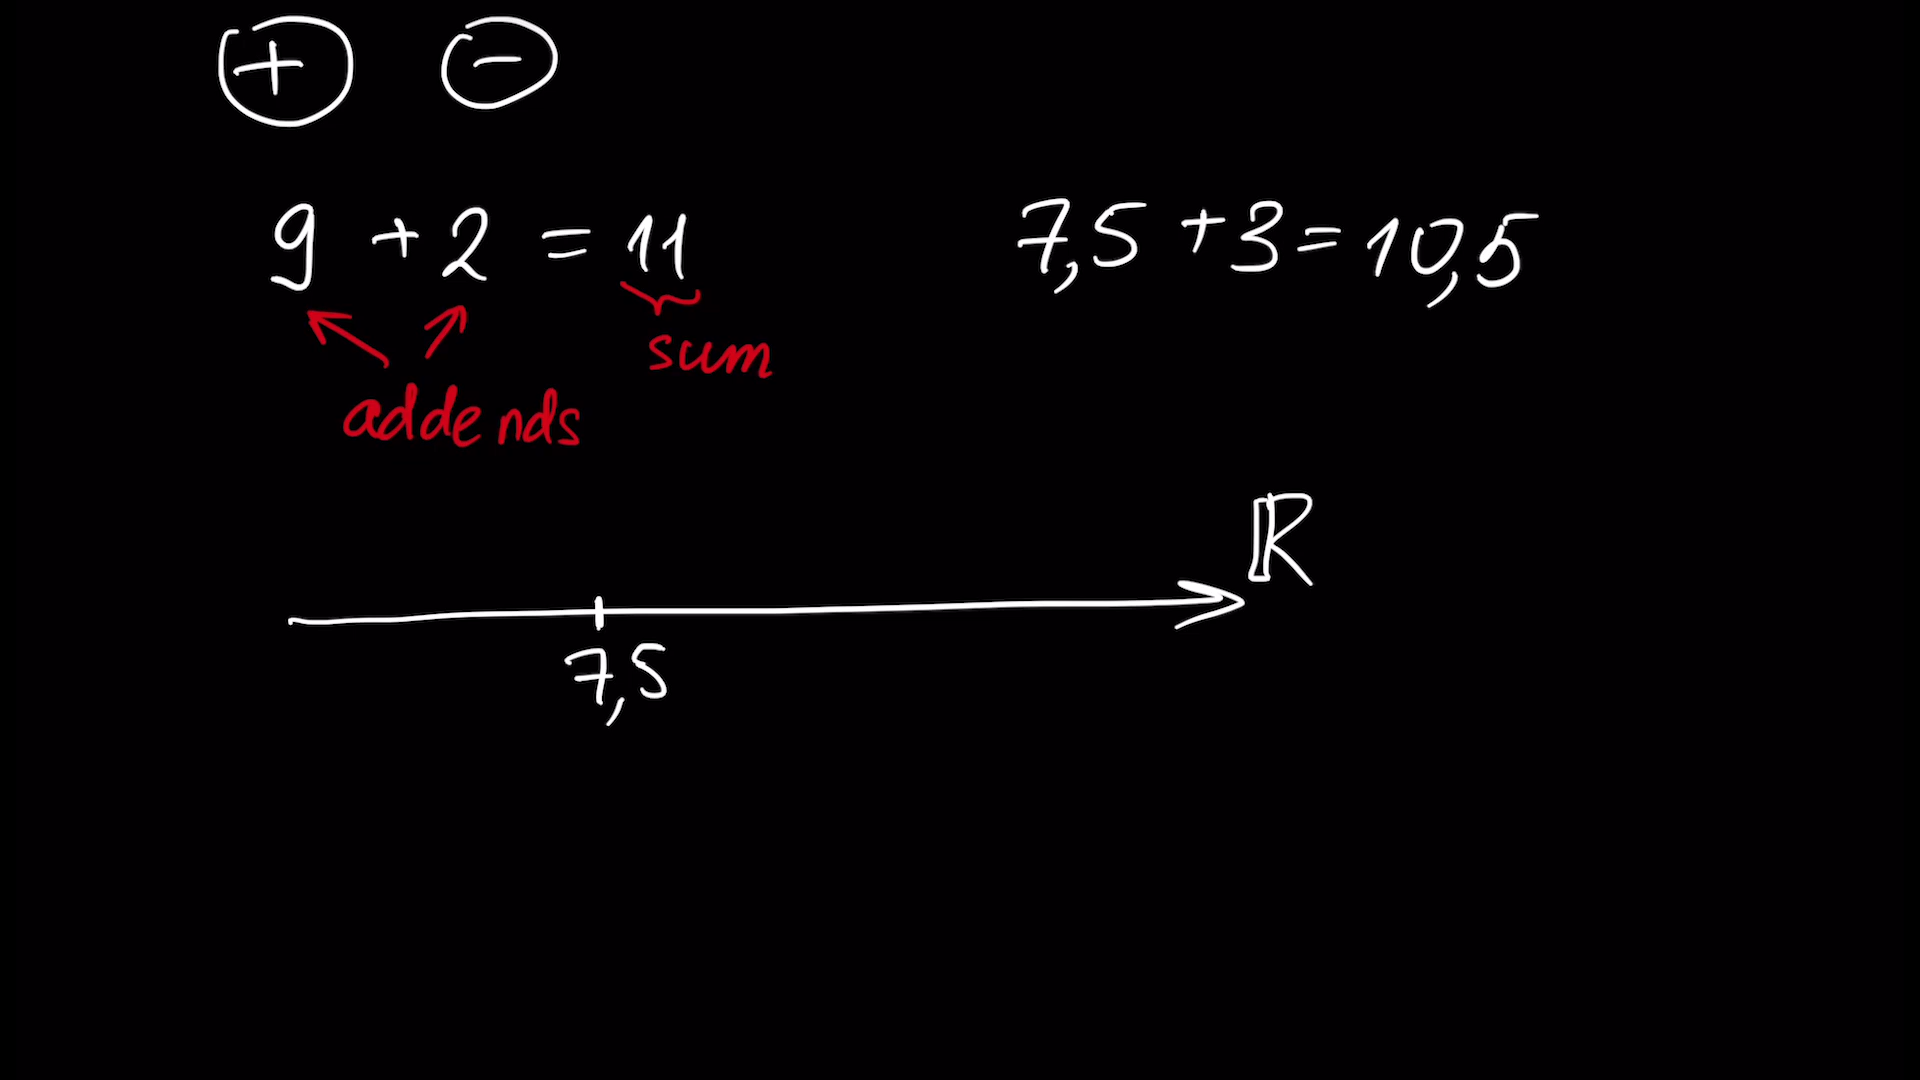 + -
9 + 2 = 11
7,5 + 3 = 10,5
sum
addends
ℝ
7,5